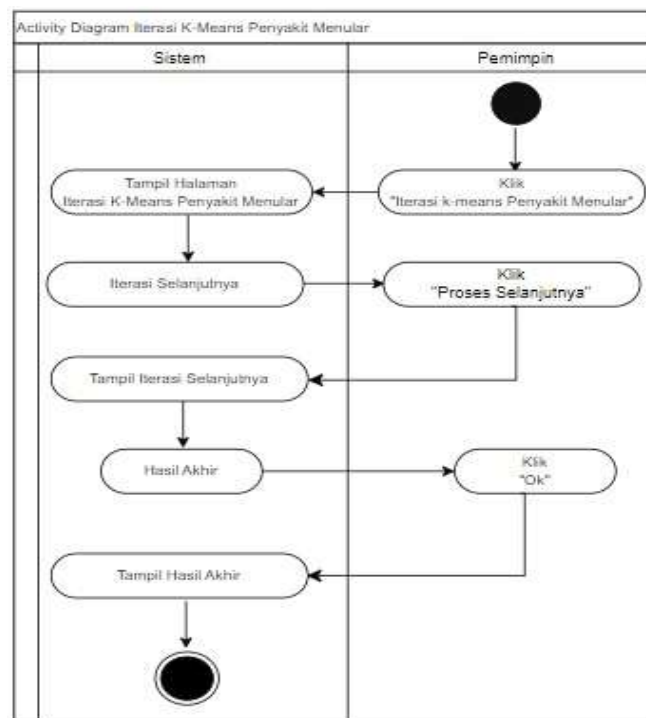 Activity Diagram Iterasi K-Means Penyakit Menular
Sistem
Pemimpin
Klik
"Iterasi k-means Penyakit Menular"
Tampil Halaman
Iterasi K-Means Penyakit Menular
Iterasi Selanjutnya
Klik
"Proses Selanjutnya"
Tampil Iterasi Selanjutnya
Hasil Akhir
Klik
"Ok"
Tampil Hasil Akhir